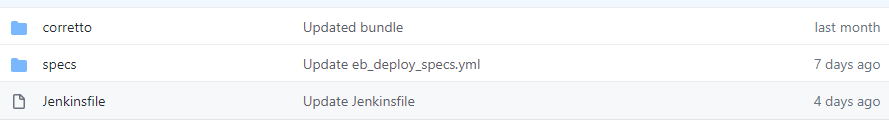 corretto Updated bundle last month
specs Update eb_deploy_specs.yml 7 days ago
Jenkinsfile Update Jenkinsfile 4 days ago